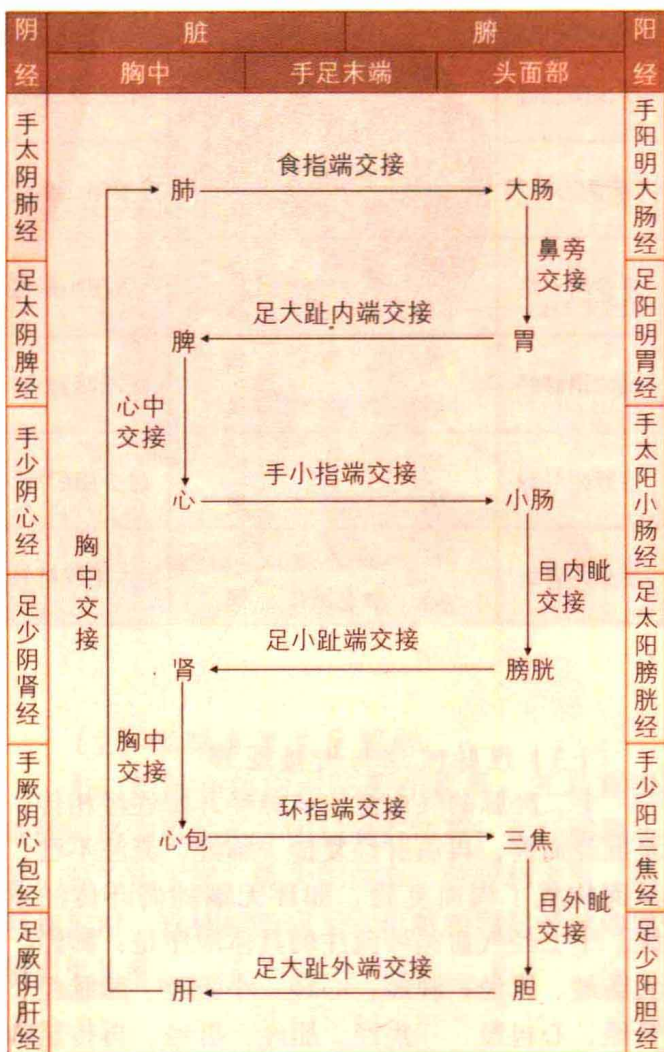 阴经 脏 腑 阳经
胸中 手足末端 头面部
手太阴肺经
肺 食指端交接 大肠
手阳明大肠经
鼻旁
交接
足太阴脾经
脾 足大趾内端交接 胃
足阳明胃经
心中
交接
手少阴心经
心 手小指端交接 小肠
手太阳小肠经
胸中交接
目内眦
交接
足少阴肾经
肾 足小趾端交接 膀胱
足太阳膀胱经
胸中
交接
手厥阴心包经
心包 环指端交接 三焦
手少阳三焦经
目外眦
交接
足厥阴肝经
肝 足大趾外端交接 胆
足少阳胆经